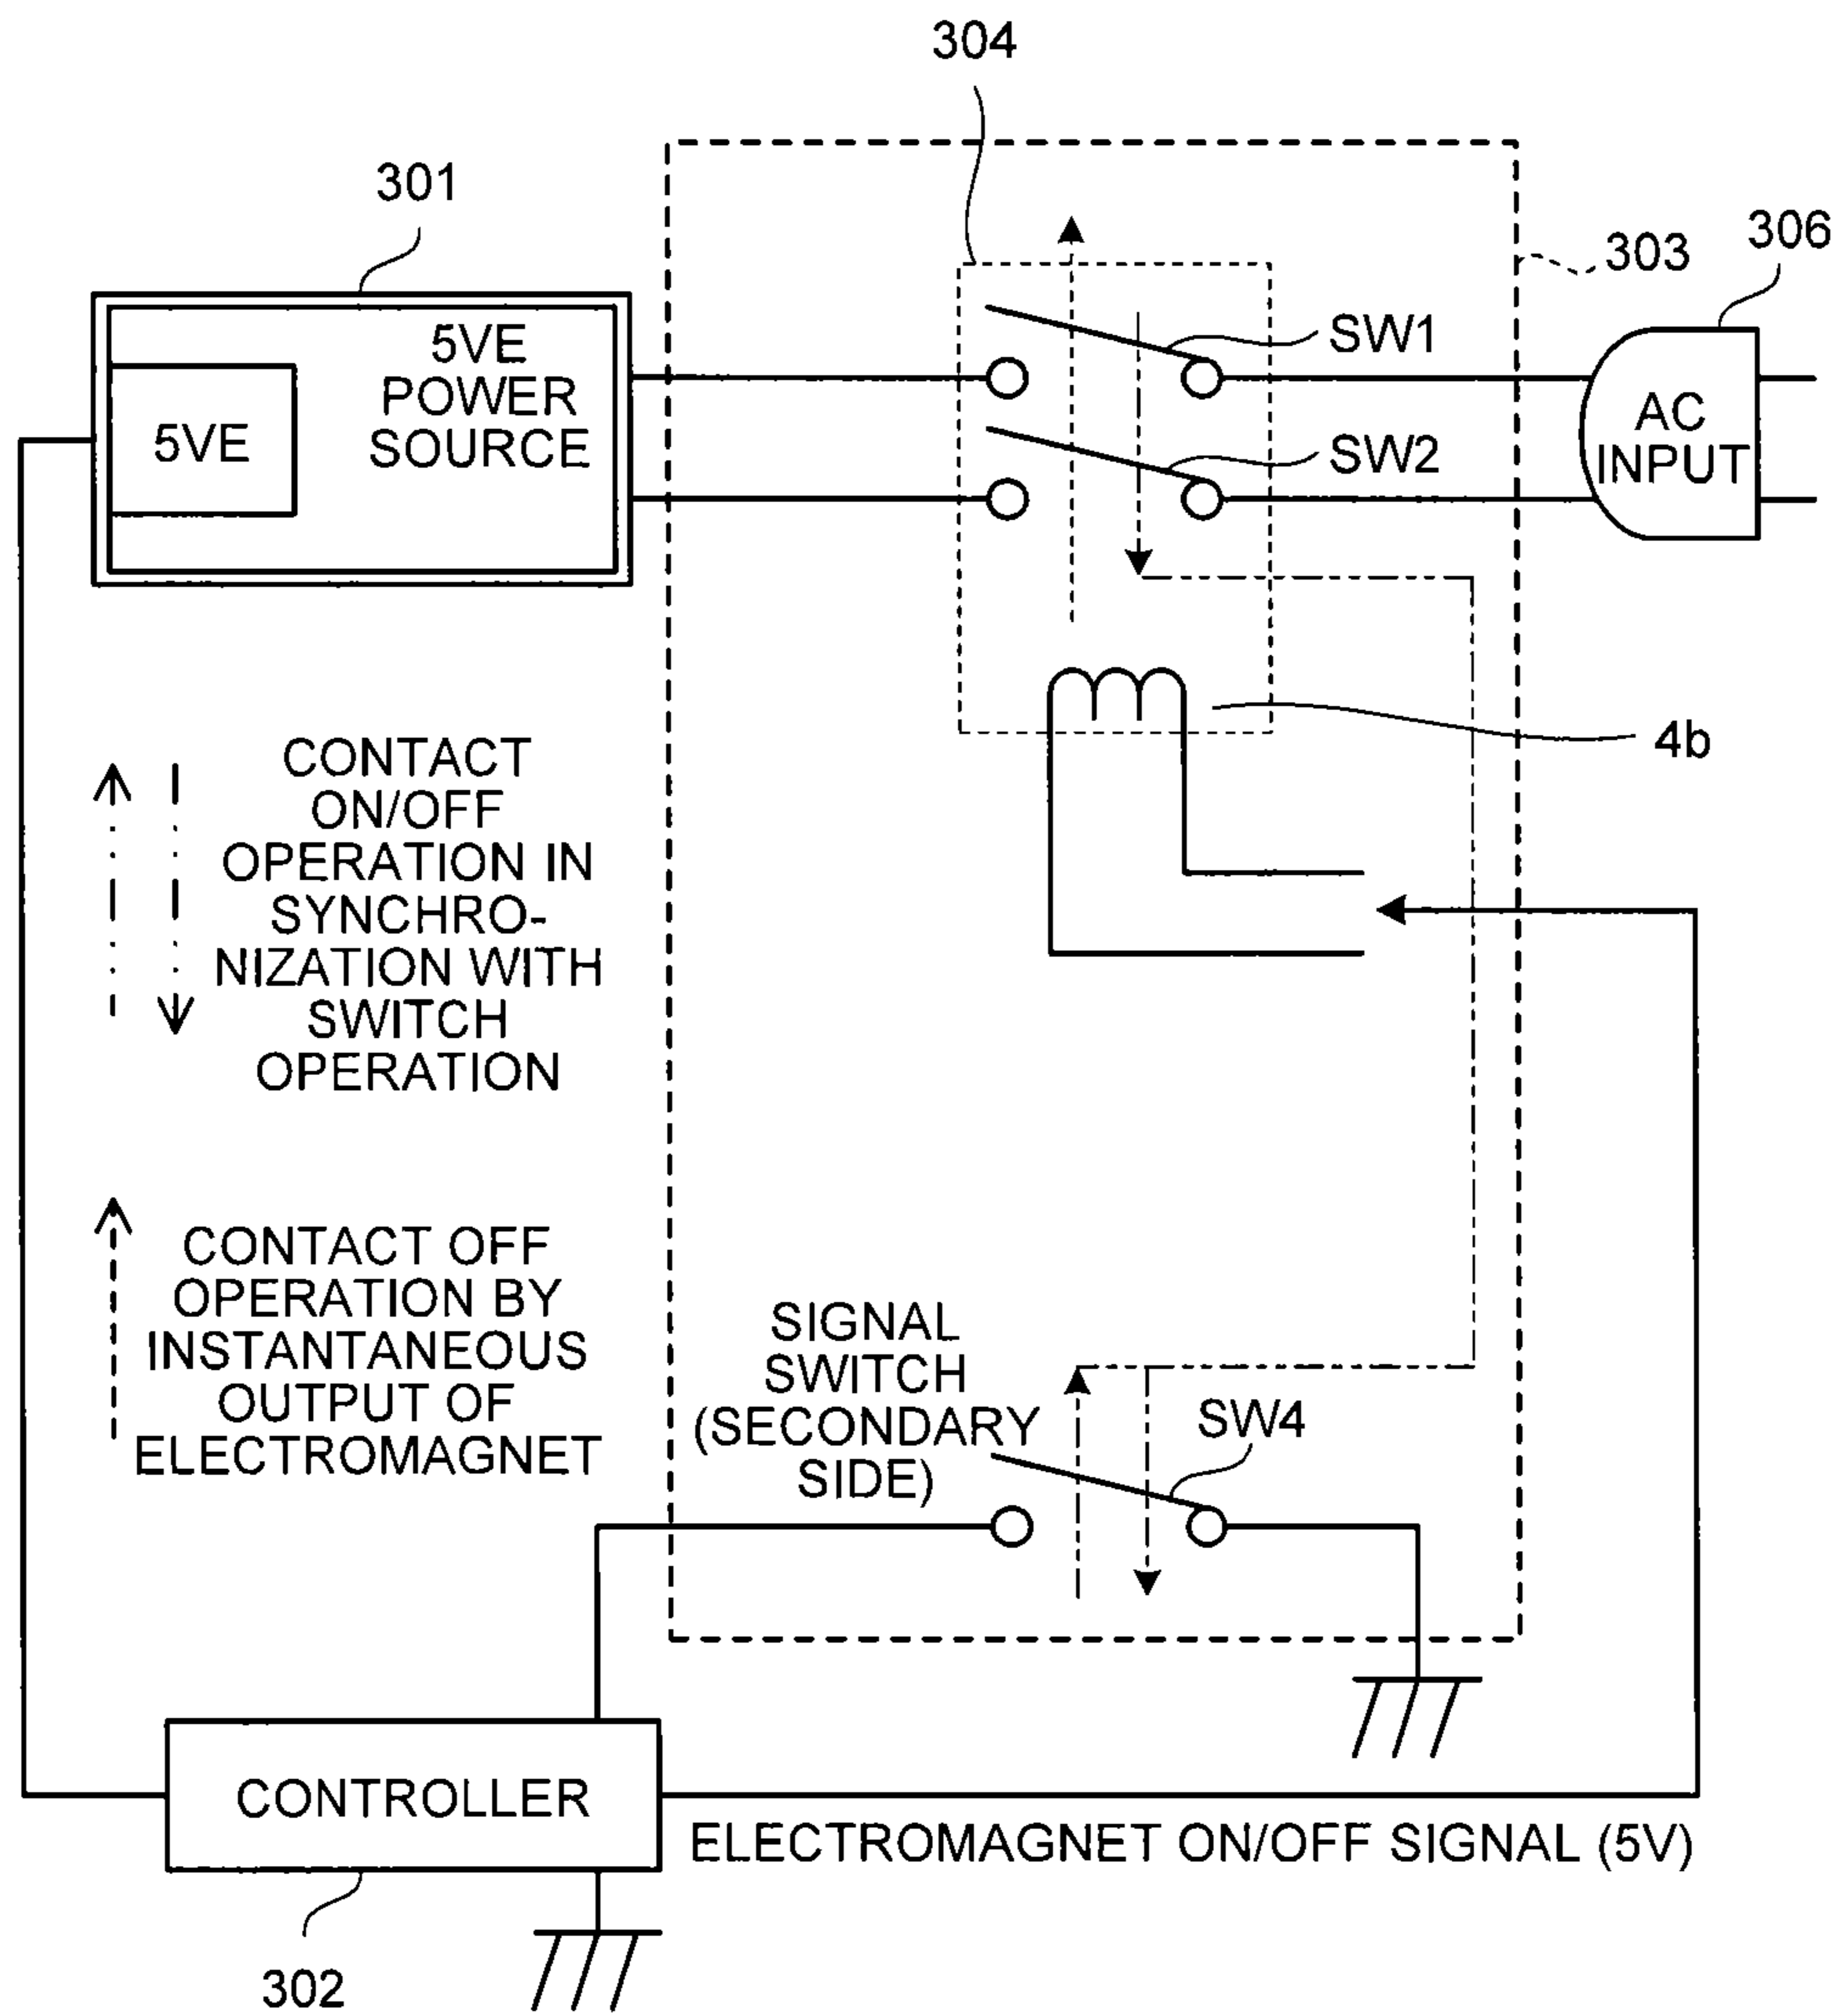 304
301
303
306
5VE
POWER
SOURCE
5VE
SW1
SW2
AC
INPUT
4b
CONTACT
ON/OFF
OPERATION IN
SYNCHRO-
NIZATION WITH
SWITCH
OPERATION
CONTACT OFF
OPERATION BY
INSTANTANEOUS
OUTPUT OF
ELECTROMAGNET
SIGNAL
SWITCH
(SECONDARY
SIDE)
SW4
CONTROLLER
ELECTROMAGNET ON/OFF SIGNAL (5V)
302